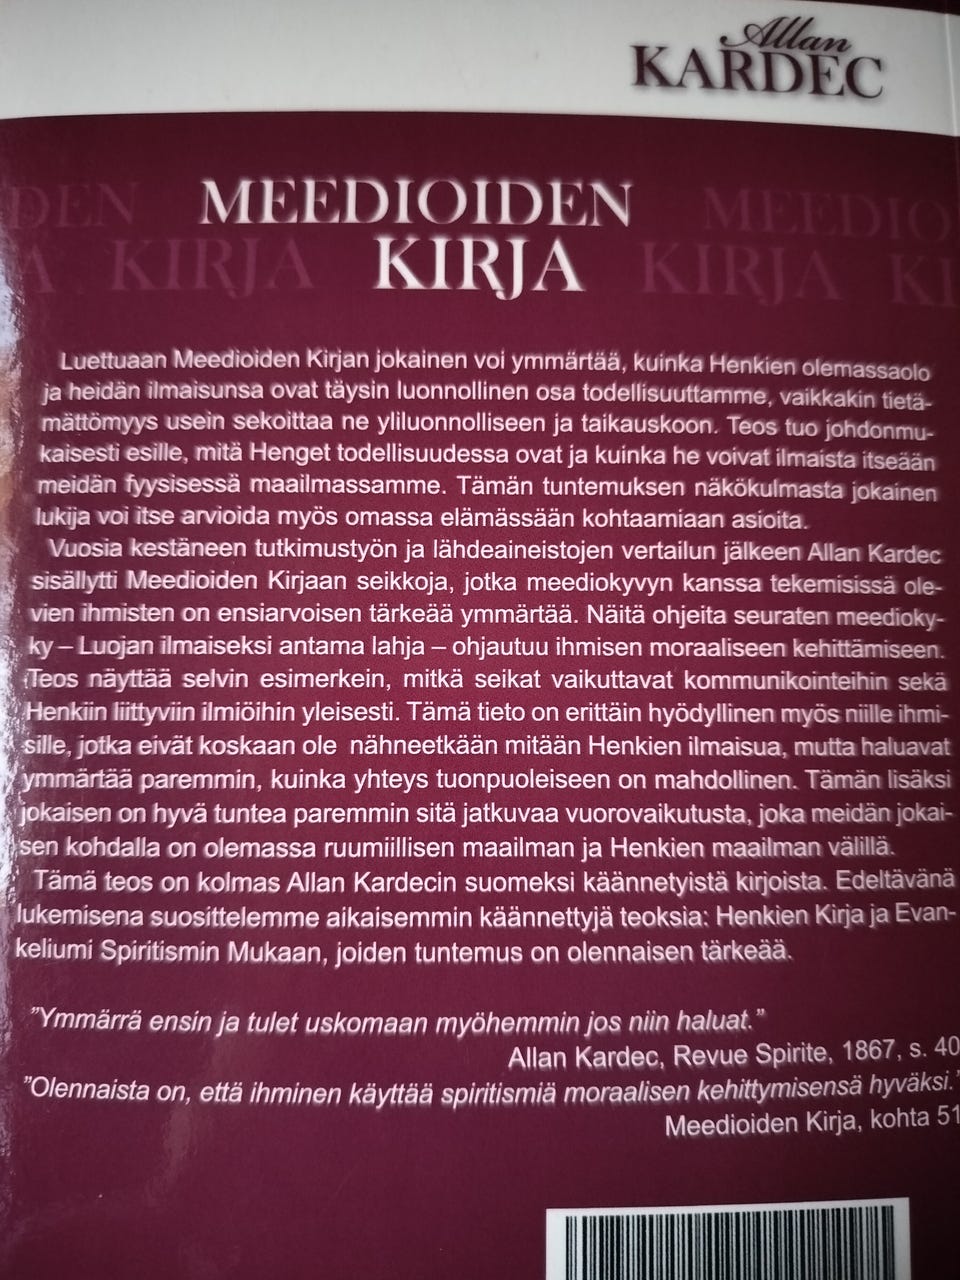 Allan
KARDEC
DEN MEEDIOIDEN MEEDIO
A KIRJA KIRJA KIRJA KI
Luettuaan Meedioiden Kirjan jokainen voi ymmärtää, kuinka Henkien olemassaolo
ja heidän ilmaisunsa ovat täysin luonnollinen osa todellisuuttamme, vaikkakin tietä-
mättömyys usein sekoittaa ne yliluonnolliseen ja taikauskoon. Teos tuo johdonmu-
kaisesti esille, mitä Henget todellisuudessa ovat ja kuinka he voivat ilmaista itseään
meidän fyysisessä maailmassamme. Tämän tuntemuksen näkökulmasta jokainen
lukija voi itse arvioida myös omassa elämässään kohtaamiaan asioita.
Vuosia kestäneen tutkimustyön ja lähdeaineistojen vertailun jälkeen Allan Kardec
sisällytti Meedioiden Kirjaan seikkoja, jotka meediokyvyn kanssa tekemisissä ole-
vien ihmisten on ensiarvoisen tärkeää ymmärtää. Näitä ohjeita seuraten meedioky-
ky – Luojan ilmaiseksi antama lahja – ohjautuu ihmisen moraaliseen kehittämiseen.
Teos näyttää selvin esimerkein, mitkä seikat vaikuttavat kommunikointeihin sekä
Henkiin liittyviin ilmiöihin yleisesti. Tämä tieto on erittäin hyödyllinen myös niille ihmi-
sille, jotka eivät koskaan ole nähneetkään mitään Henkien ilmaisua, mutta haluavat
ymmärtää paremmin, kuinka yhteys tuonpuoleiseen on mahdollinen. Tämän lisäksi
jokaisen on hyvä tuntea paremmin sitä jatkuvaa vuorovaikutusta, joka meidän jokai-
sen kohdalla on olemassa ruumiillisen maailman ja Henkien maailman välillä.
Tämä teos on kolmas Allan Kardecin suomeksi käännetyistä kirjoista. Edeltävänä
lukemisena suosittelemme aikaisemmin käännettyjä teoksia: Henkien Kirja ja Evan-
keliumi Spiritismin Mukaan, joiden tuntemus on olennaisen tärkeää.
”Ymmärrä ensin ja tulet uskomaan myöhemmin jos niin haluat.”
Allan Kardec, Revue Spirite, 1867, s. 40
”Olennaista on, että ihminen käyttää spiritismiä moraalisen kehittymisensä hyväksi.”
Meedioiden Kirja, kohta 51